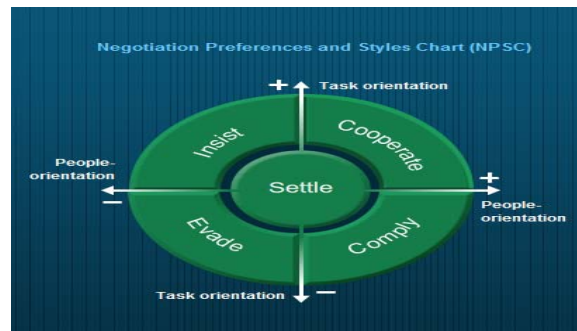 Negotiation Preferences and Styles Chart (NPSC)
+ Task orientation
Insist
Cooperate
People-
orientation
−
Settle
+
People-
orientation
Evade
Comply
Task orientation −